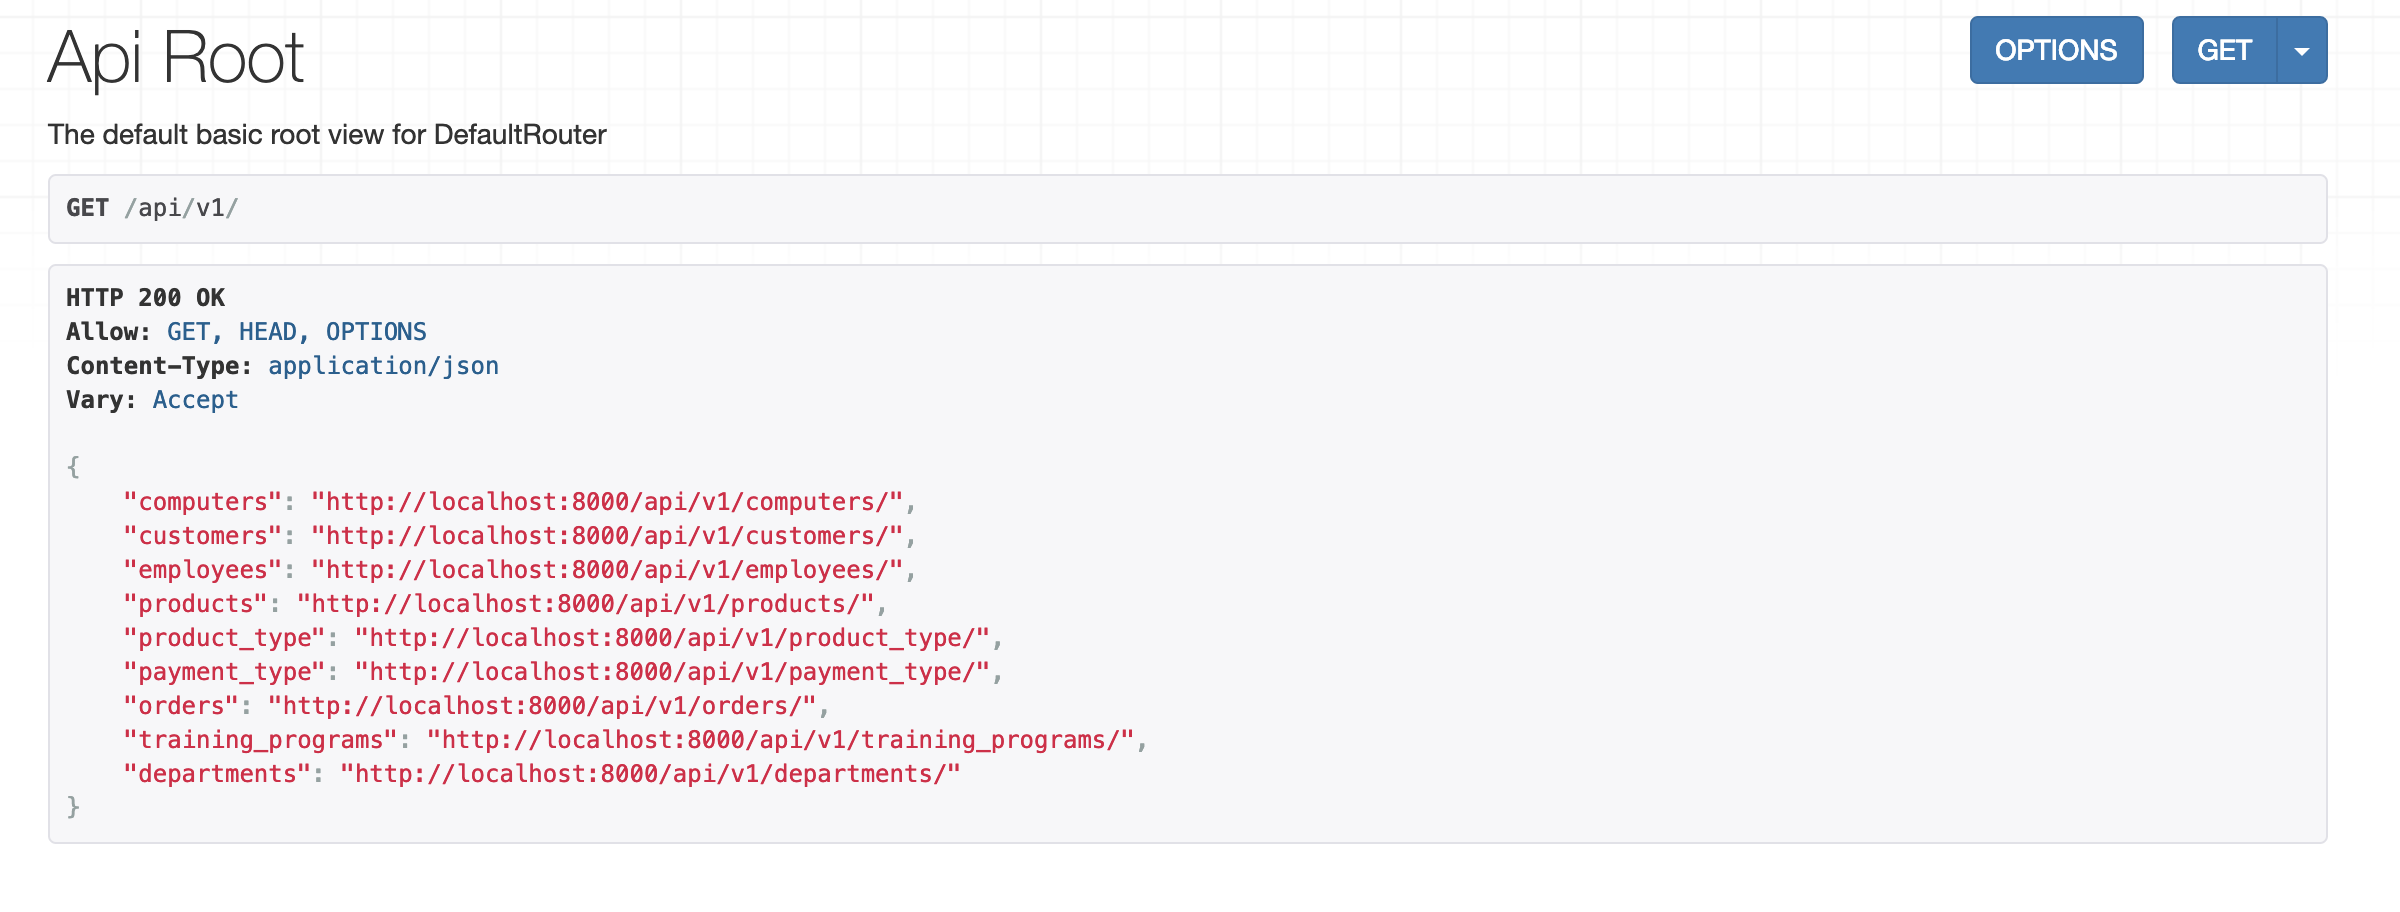 Api Root
OPTIONS
GET
The default basic root view for DefaultRouter
GET /api/v1/
HTTP 200 OK
Allow: GET, HEAD, OPTIONS
Content-Type: application/json
Vary: Accept
{
    "computers": "http://localhost:8000/api/v1/computers/",
    "customers": "http://localhost:8000/api/v1/customers/",
    "employees": "http://localhost:8000/api/v1/employees/",
    "products": "http://localhost:8000/api/v1/products/",
    "product_type": "http://localhost:8000/api/v1/product_type/",
    "payment_type": "http://localhost:8000/api/v1/payment_type/",
    "orders": "http://localhost:8000/api/v1/orders/",
    "training_programs": "http://localhost:8000/api/v1/training_programs/",
    "departments": "http://localhost:8000/api/v1/departments/"
}